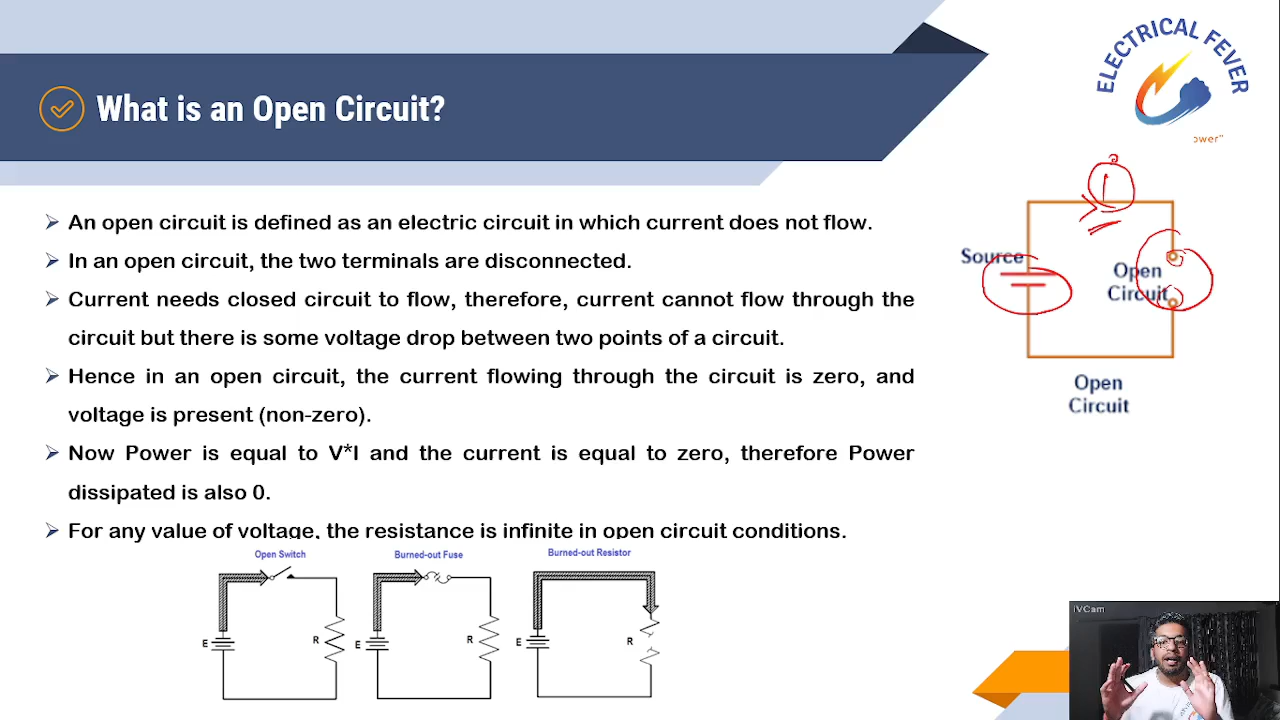 ELECTRICAL FEVER
ower"
What is an Open Circuit?
An open circuit is defined as an electric circuit in which current does not flow.
In an open circuit, the two terminals are disconnected.
Current needs closed circuit to flow, therefore, current cannot flow through the
circuit but there is some voltage drop between two points of a circuit.
Hence in an open circuit, the current flowing through the circuit is zero, and
voltage is present (non-zero).
Now Power is equal to V*I and the current is equal to zero, therefore Power
dissipated is also 0.
For any value of voltage, the resistance is infinite in open circuit conditions.
Source
Open
Circuit
Open
Circuit
Open Switch
E
R
Burned-out Fuse
E
R
Burned-out Resistor
E
R
iVCam